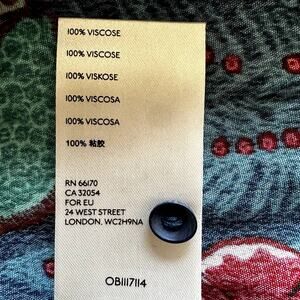 100% VISCOSE
100% VISCOSE
100% VISKOSE
100% VISCOSA
100% VISCOSA
100% 粘胶
RN 66170
CA 32054
FOR EU
24 WEST STREET
LONDON, WC2H9NA
OB1117114